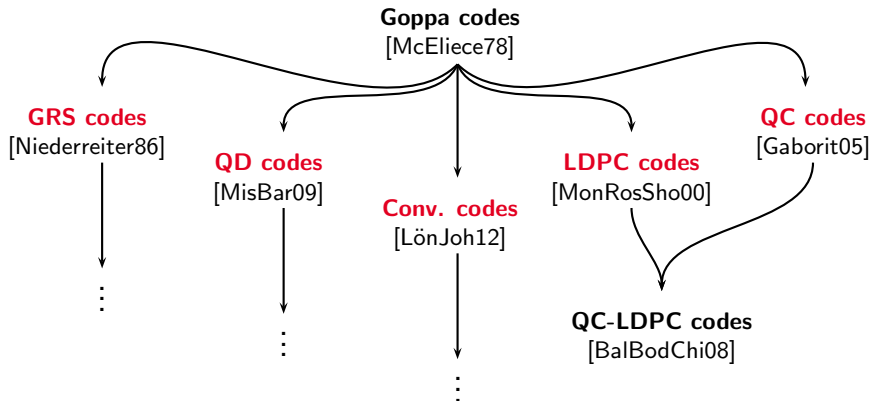 Goppa codes
[McEliece78]
GRS codes
[Niederreiter86]
QD codes
[MisBar09]
Conv. codes
[LönJoh12]
LDPC codes
[MonRosSho00]
QC codes
[Gaborit05]
QC-LDPC codes
[BalBodChi08]